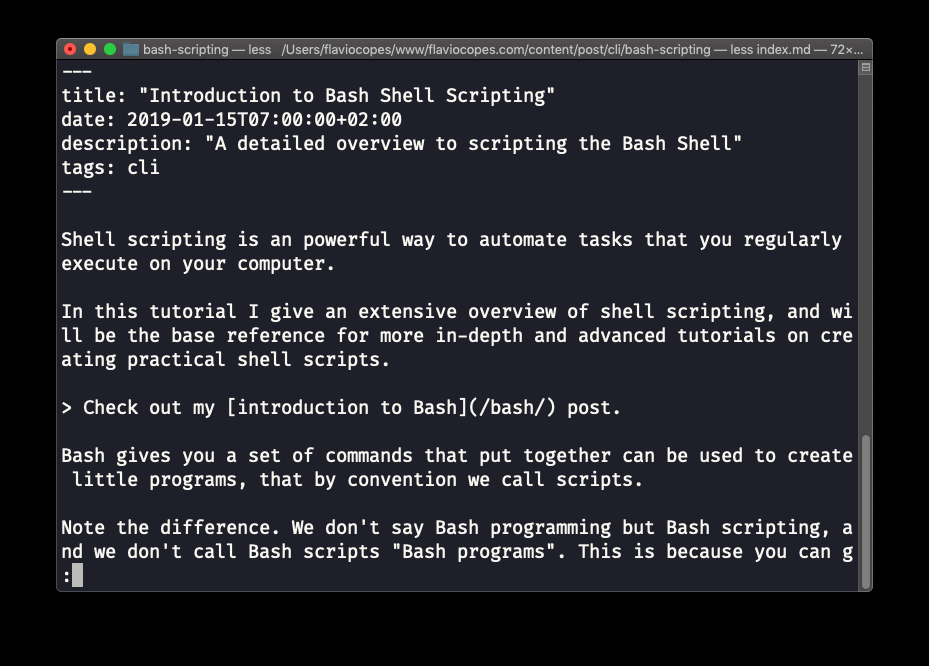 bash-scripting — less /Users/flaviocopes/www/flaviocopes.com/content/post/cli/bash-scripting — less index.md — 72×...
---
title: "Introduction to Bash Shell Scripting"
date: 2019-01-15T07:00:00+02:00
description: "A detailed overview to scripting the Bash Shell"
tags: cli
---
Shell scripting is an powerful way to automate tasks that you regularly
execute on your computer.
In this tutorial I give an extensive overview of shell scripting, and wi
ll be the base reference for more in-depth and advanced tutorials on cre
ating practical shell scripts.
> Check out my [introduction to Bash](/bash/) post.
Bash gives you a set of commands that put together can be used to create
 little programs, that by convention we call scripts.
Note the difference. We don't say Bash programming but Bash scripting, a
nd we don't call Bash scripts "Bash programs". This is because you can g
: